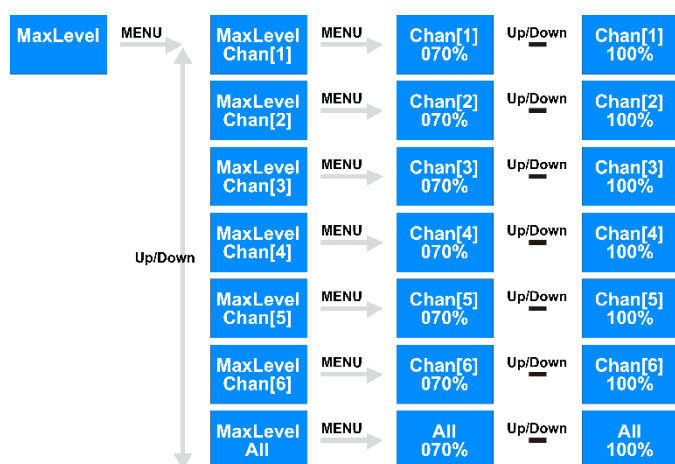 MaxLevel
MENU
MaxLevel
Chan[1]
MENU
Chan[1]
070%
Up/Down
Chan[1]
100%
MaxLevel
Chan[2]
MENU
Chan[2]
070%
Up/Down
Chan[2]
100%
MaxLevel
Chan[3]
MENU
Chan[3]
070%
Up/Down
Chan[3]
100%
Up/Down
MaxLevel
Chan[4]
MENU
Chan[4]
070%
Up/Down
Chan[4]
100%
MaxLevel
Chan[5]
MENU
Chan[5]
070%
Up/Down
Chan[5]
100%
MaxLevel
Chan[6]
MENU
Chan[6]
070%
Up/Down
Chan[6]
100%
MaxLevel
All
MENU
All
070%
Up/Down
All
100%